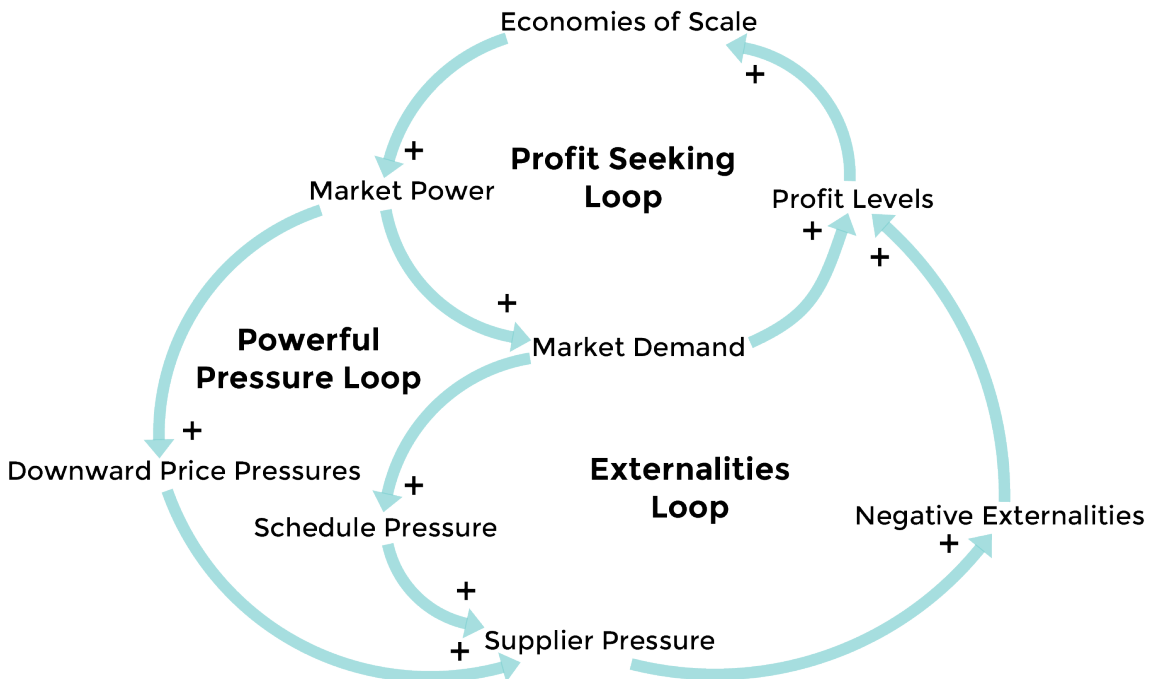 Economies of Scale
+
+
Profit Seeking
Loop
Market Power
Profit Levels
+
+
+
Powerful
Pressure Loop
Market Demand
+
Downward Price Pressures
Externalities
Loop
+
Schedule Pressure
Negative Externalities
+
+
Supplier Pressure
+